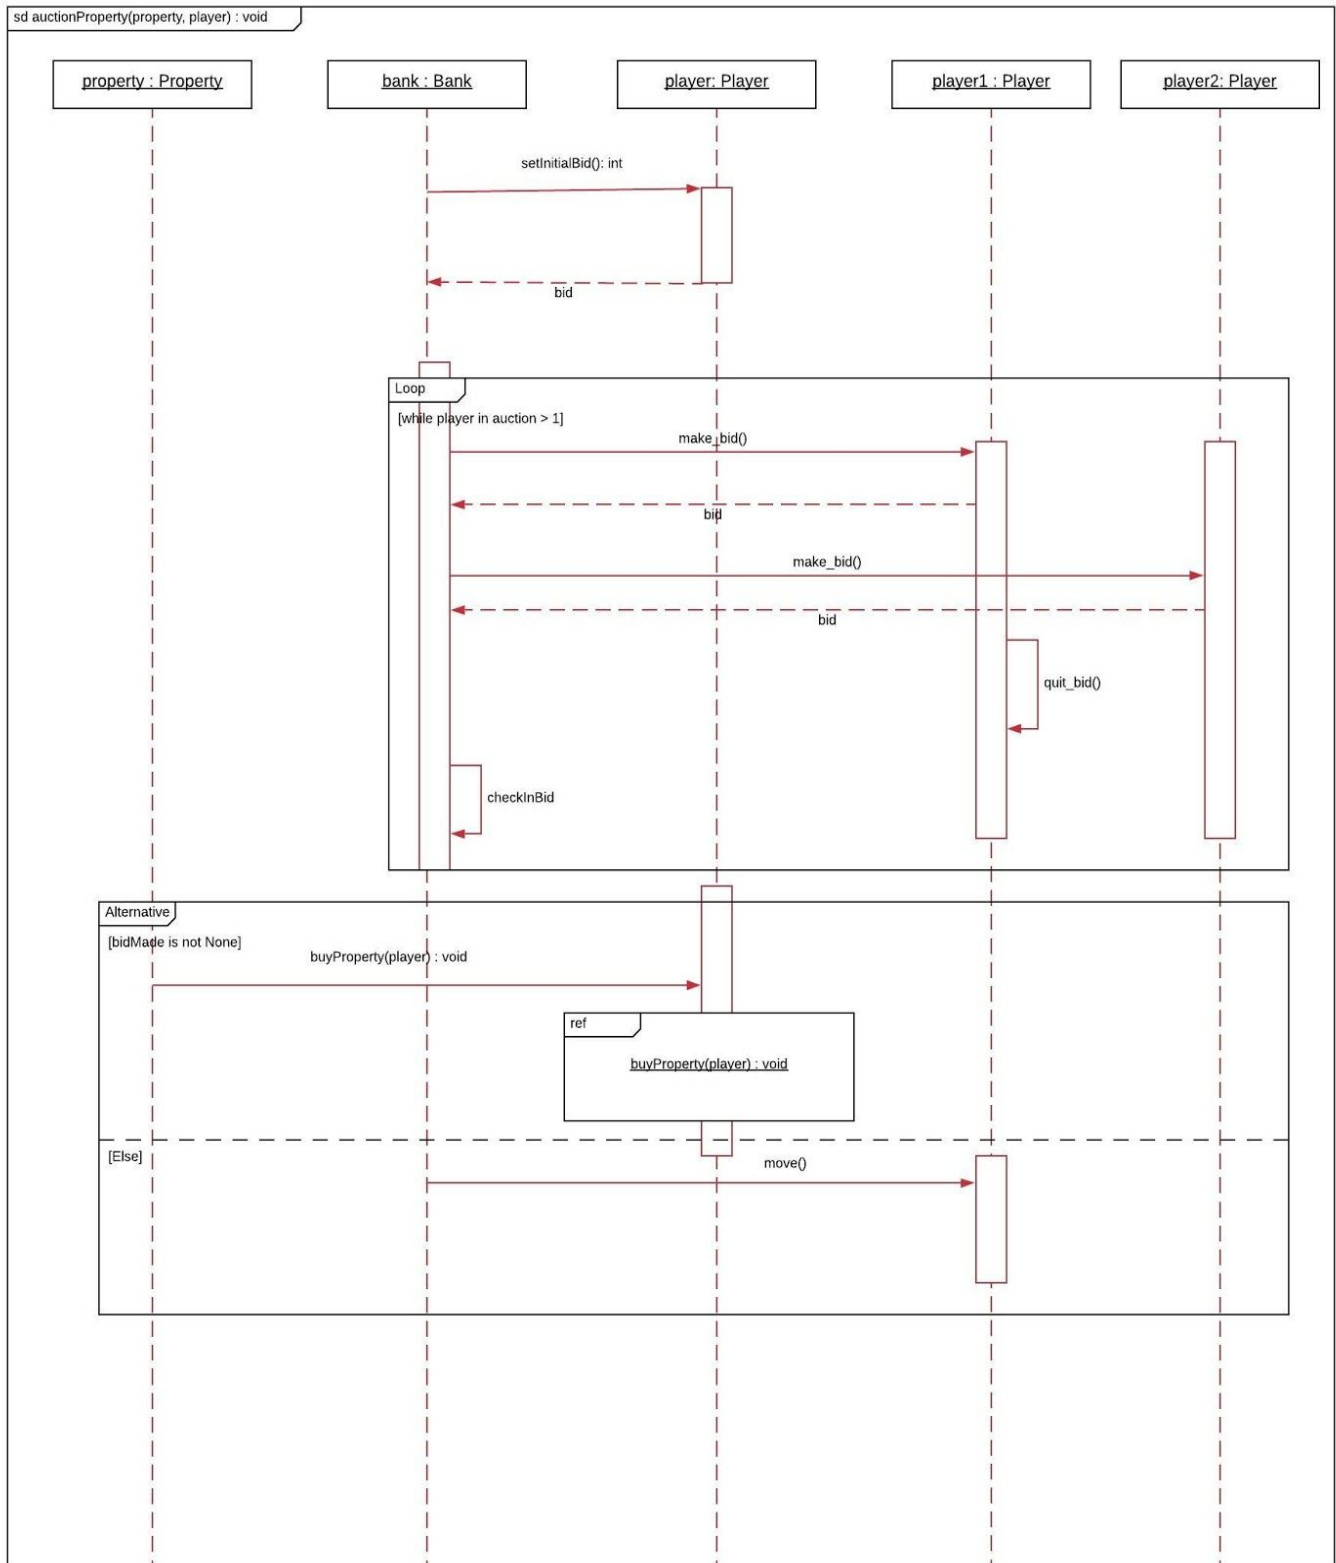 sd auctionProperty(property, player) : void
property : Property
bank : Bank
player: Player
player1 : Player
player2: Player
setInitialBid(): int
bid
Loop
[while player in auction > 1]
make_bid()
bid
make_bid()
bid
quit_bid()
checkInBid
Alternative
[bidMade is not None]
buyProperty(player) : void
ref
buyProperty(player) : void
[Else]
move()